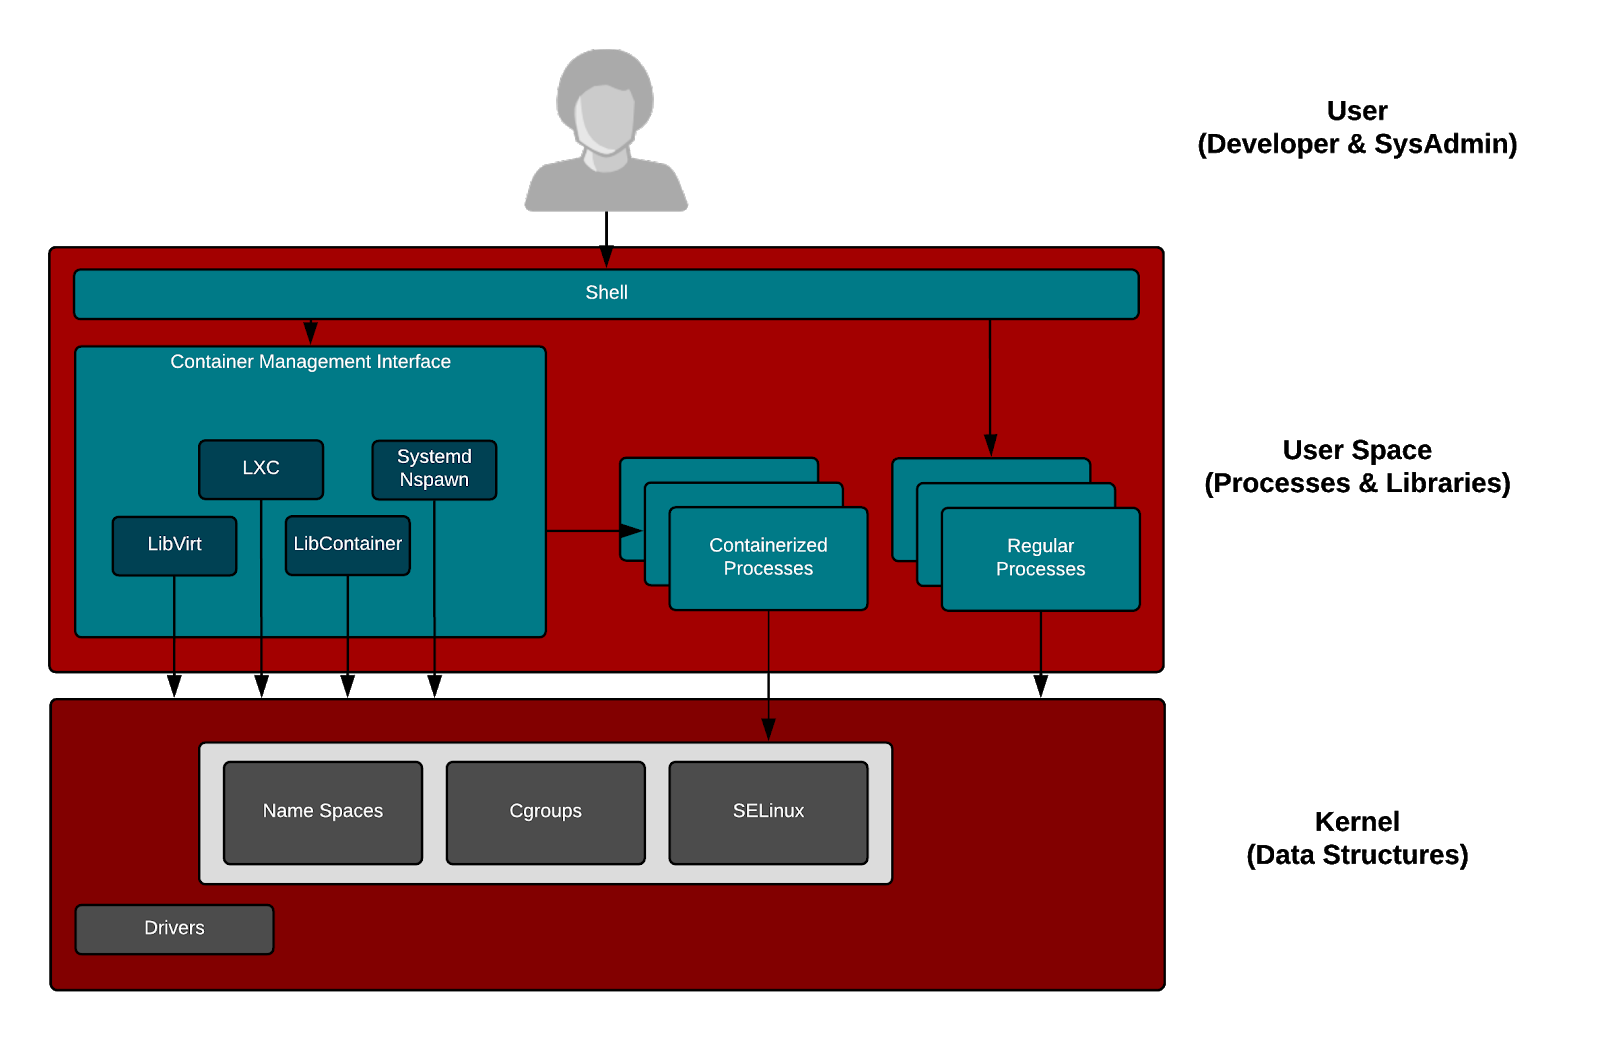 User
(Developer & SysAdmin)
Shell
Container Management Interface
LXC
Systemd
Nspawn
LibVirt
LibContainer
Containerized
Processes
Regular
Processes
User Space
(Processes & Libraries)
Name Spaces
Cgroups
SELinux
Drivers
Kernel
(Data Structures)